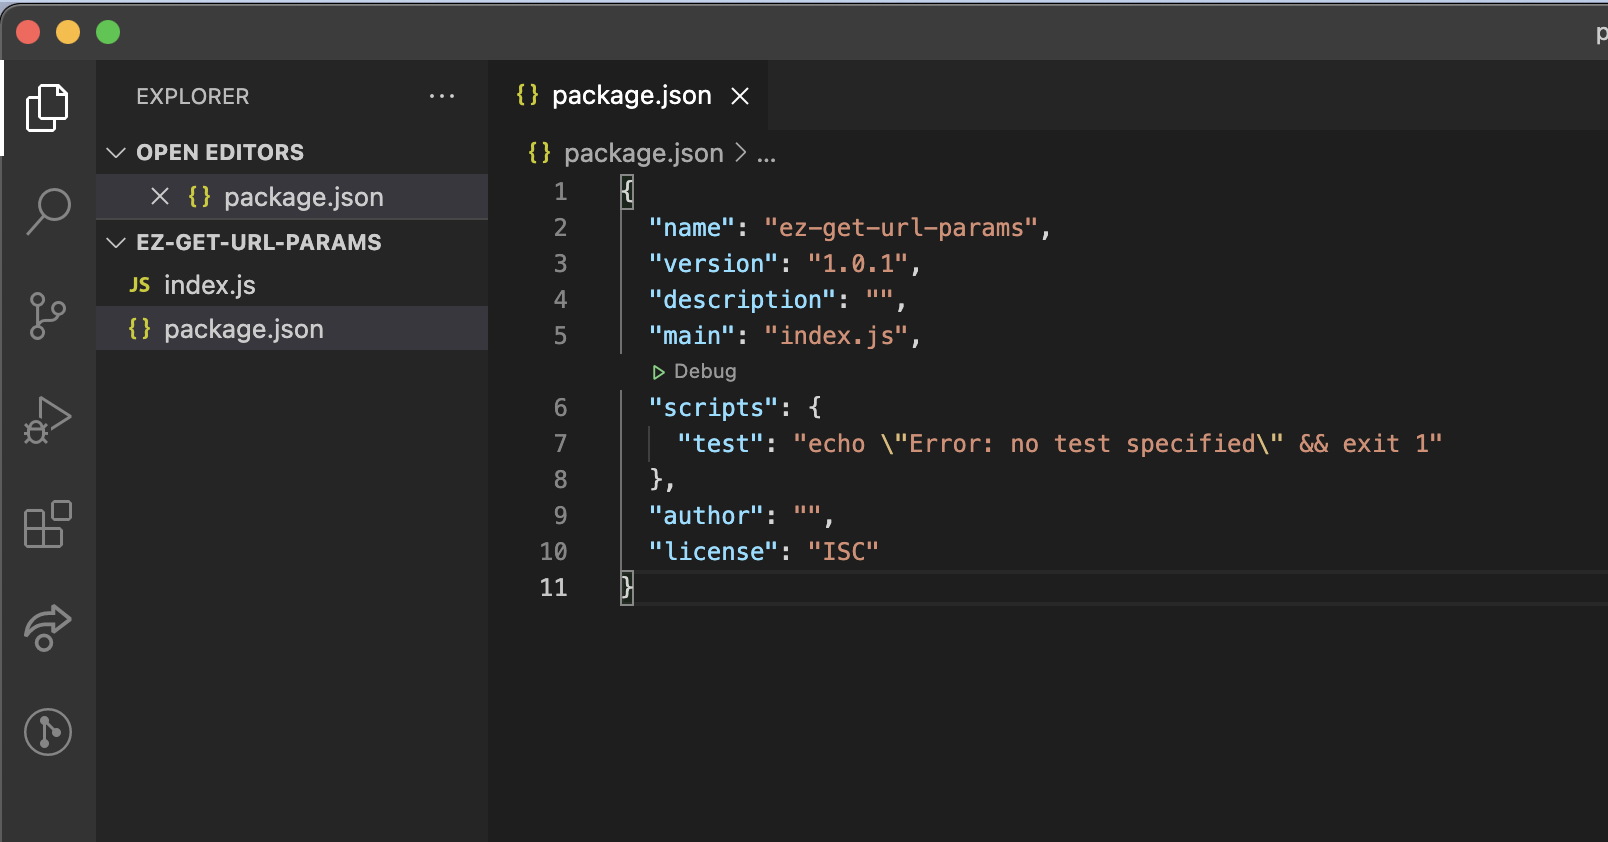 p
EXPLORER ...
OPEN EDITORS
{} package.json
EZ-GET-URL-PARAMS
JS index.js
{} package.json
{} package.json
{} package.json > ...
1 {
2 "name": "ez-get-url-params",
3 "version": "1.0.1",
4 "description": "",
5 "main": "index.js",
Debug
6 "scripts": {
7 "test": "echo \"Error: no test specified\" && exit 1"
8 },
9 "author": "",
10 "license": "ISC"
11 }